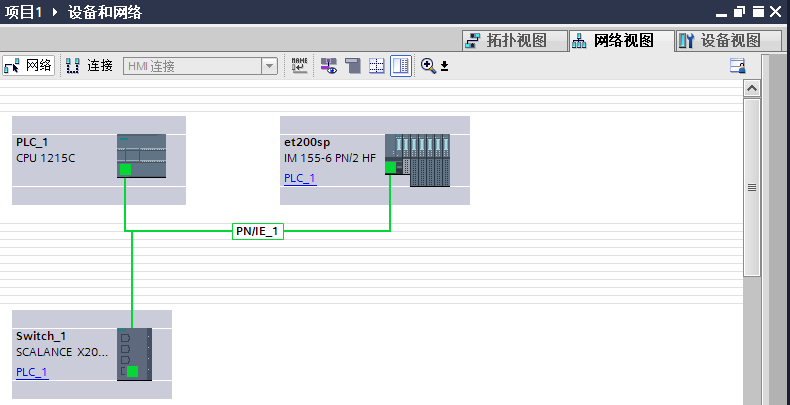 项目1 ▸ 设备和网络
拓扑视图 网络视图 设备视图
网络 连接 HMI 连接
PLC_1
CPU 1215C
et200sp
IM 155-6 PN/2 HF
PLC_1
PN/IE_1
Switch_1
SCALANCE X20...
PLC_1